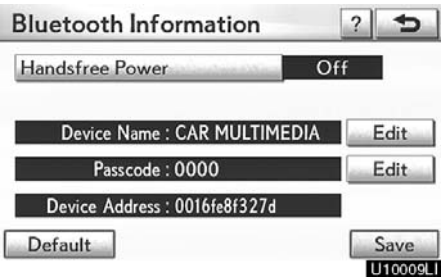 Bluetooth Information ?
Handsfree Power Off
Device Name : CAR MULTIMEDIA Edit
Passcode : 0000 Edit
Device Address : 0016fe8f327d
Default Save
U10009LI